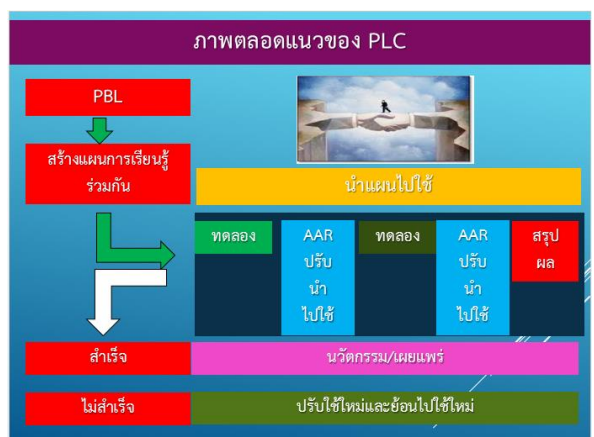 ภาพตลอดแนวของ PLC
PBL
สร้างแผนการเรียนรู้
ร่วมกัน
นำแผนไปใช้
ทดลอง
AAR
ปรับ
นำ
ไปใช้
ทดลอง
AAR
ปรับ
นำ
ไปใช้
สรุป
ผล
สำเร็จ
นวัตกรรม/เผยแพร่
ไม่สำเร็จ
ปรับใช้ใหม่และย้อนไปใช้ใหม่